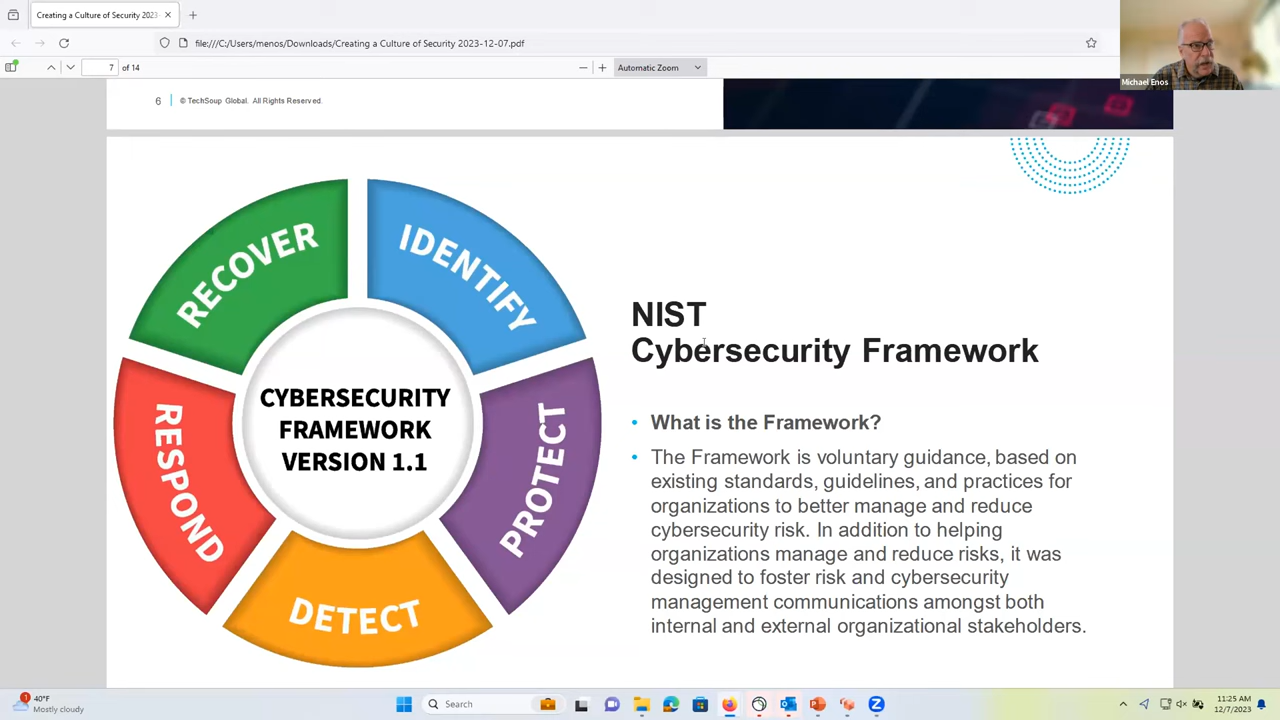 Creating a Culture of Security 2023-
file:///C:/Users/menos/Downloads/Creating a Culture of Security 2023-12-07.pdf
7 of 14
Automatic Zoom
Michael Enos
6 © TechSoup Global. All Rights Reserved.
RECOVER
IDENTIFY
PROTECT
DETECT
RESPOND
CYBERSECURITY
FRAMEWORK
VERSION 1.1
NIST
Cybersecurity Framework
• What is the Framework?
• The Framework is voluntary guidance, based on
existing standards, guidelines, and practices for
organizations to better manage and reduce
cybersecurity risk. In addition to helping
organizations manage and reduce risks, it was
designed to foster risk and cybersecurity
management communications amongst both
internal and external organizational stakeholders.
1
40°F
Mostly cloudy
Search
11:25 AM
12/7/2023